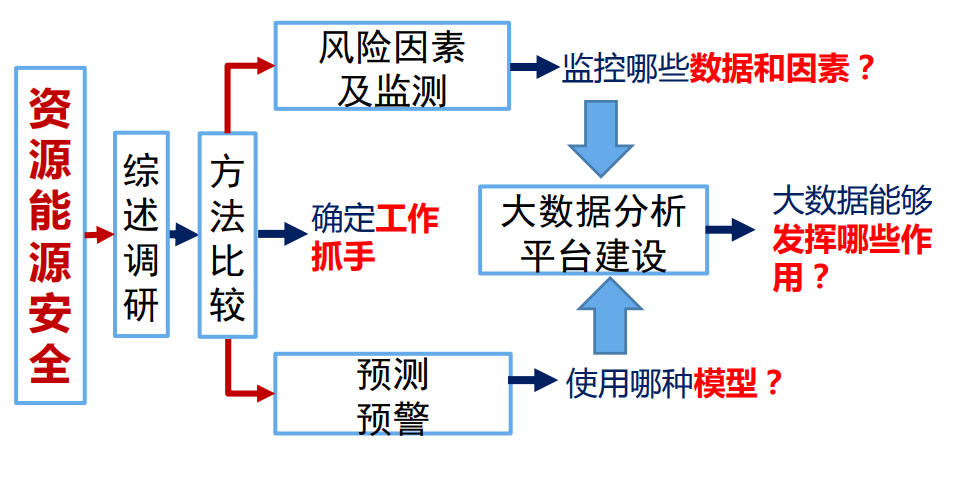 资源能源安全
综述调研
方法比较
风险因素
及监测
监控哪些数据和因素？
确定工作
抓手
大数据分析
平台建设
大数据能够
发挥哪些作
用？
预测
预警
使用哪种模型？